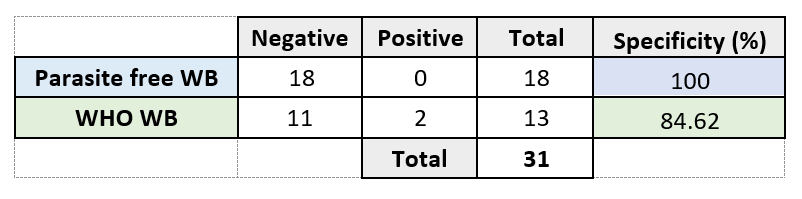 Negative Positive Total Specificity (%)
Parasite free WB 18 0 18 100
WHO WB 11 2 13 84.62
Total 31